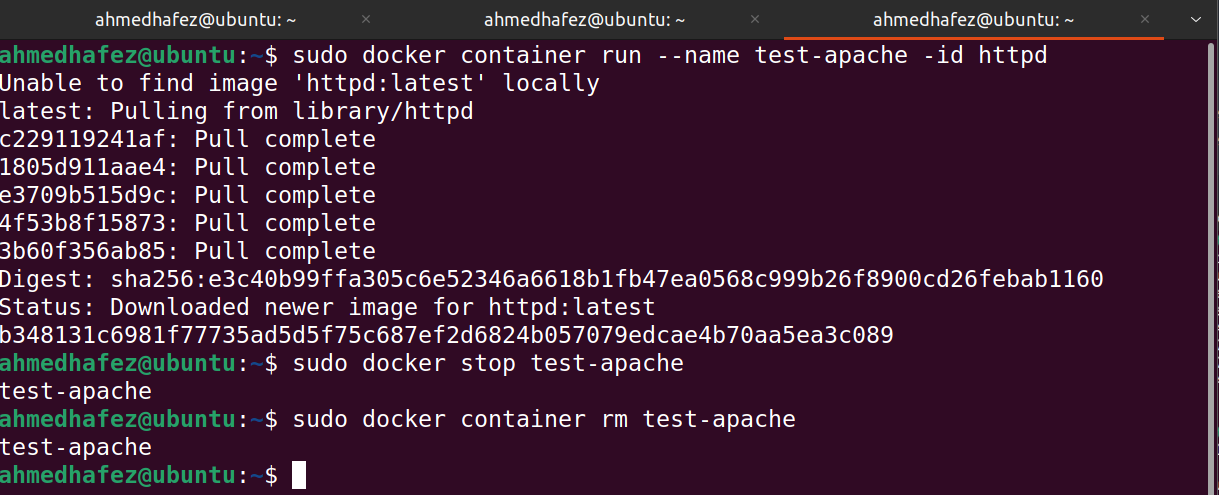 ahmedhafez@ubuntu: ~
ahmedhafez@ubuntu: ~
ahmedhafez@ubuntu: ~
ahmedhafez@ubuntu:~$ sudo docker container run --name test-apache -id httpd
Unable to find image 'httpd:latest' locally
latest: Pulling from library/httpd
c229119241af: Pull complete
1805d911aae4: Pull complete
e3709b515d9c: Pull complete
4f53b8f15873: Pull complete
3b60f356ab85: Pull complete
Digest: sha256:e3c40b99ffa305c6e52346a6618b1fb47ea0568c999b26f8900cd26febab1160
Status: Downloaded newer image for httpd:latest
b348131c6981f77735ad5d5f75c687ef2d6824b057079edcae4b70aa5ea3c089
ahmedhafez@ubuntu:~$ sudo docker stop test-apache
test-apache
ahmedhafez@ubuntu:~$ sudo docker container rm test-apache
test-apache
ahmedhafez@ubuntu:~$